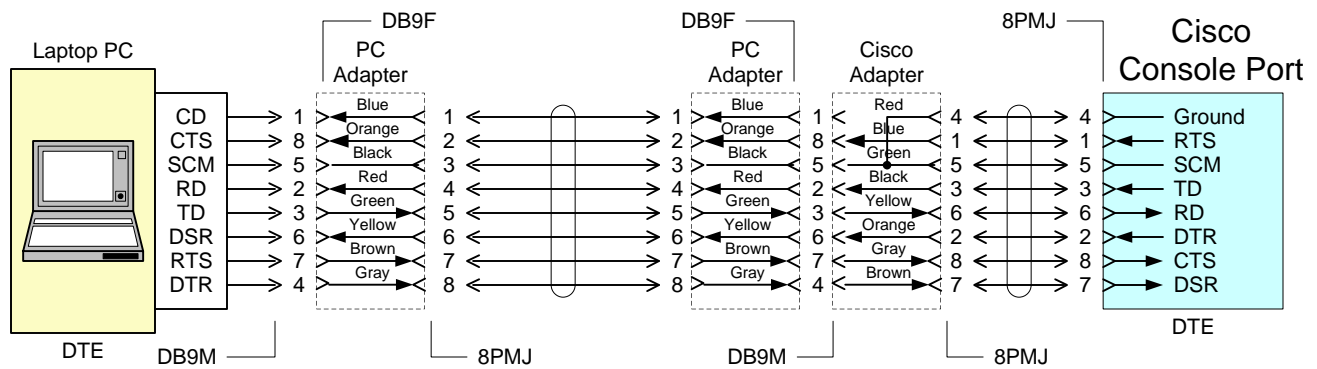 DB9F DB9F 8PMJ
Laptop PC PC Adapter PC Adapter Cisco Adapter Cisco Console Port
CD 1 Blue 1 1 Blue 1 Red 4 4 Ground
CTS 8 Orange 2 2 Orange 8 Blue 1 1 RTS
SCM 5 Black 3 3 Black 5 Green 5 5 SCM
RD 2 Red 4 4 Red 2 Black 3 3 TD
TD 3 Green 5 5 Green 3 Yellow 6 6 RD
DSR 6 Yellow 6 6 Yellow 6 Orange 2 2 DTR
RTS 7 Brown 7 7 Brown 7 Gray 8 8 CTS
DTR 4 Gray 8 8 Gray 4 Brown 7 7 DSR
DTE DTE
DB9M 8PMJ DB9M 8PMJ